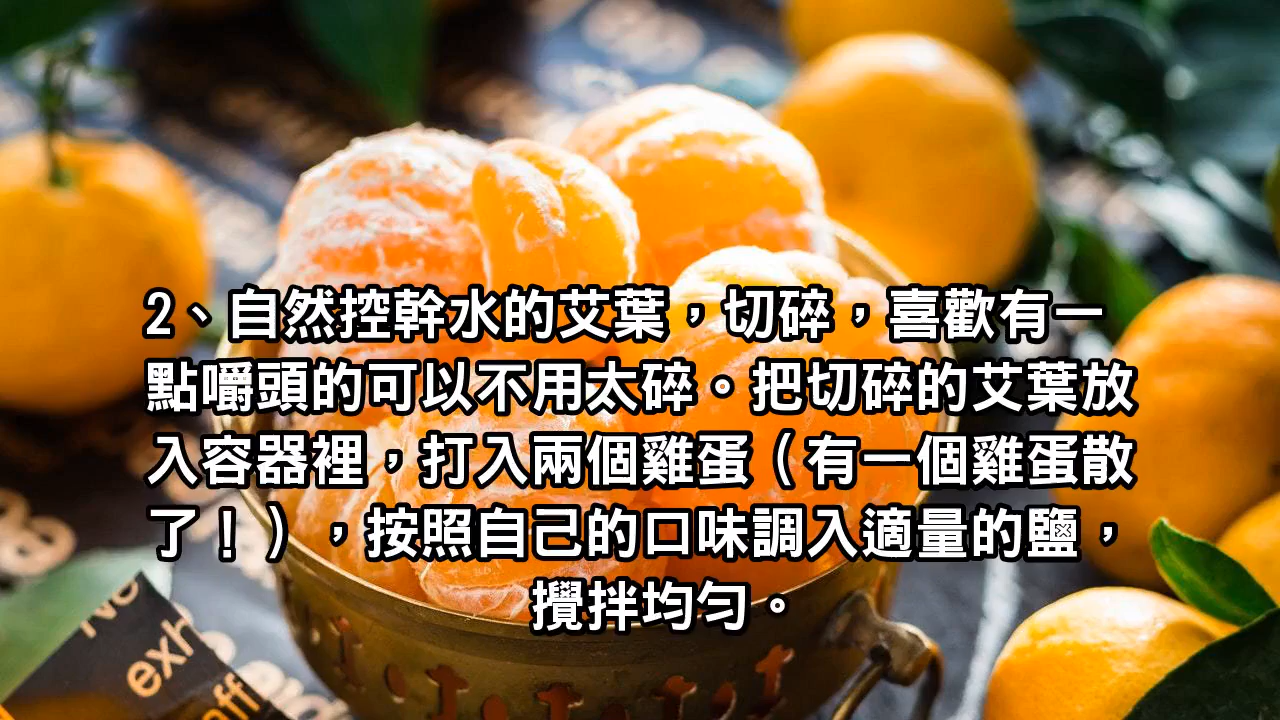 2、自然控幹水的艾葉，切碎，喜歡有一
點嚼頭的可以不用太碎。把切碎的艾葉放
入容器裡，打入兩個雞蛋（有一個雞蛋散
了！），按照自己的口味調入適量的鹽，
攪拌均勻。
exh